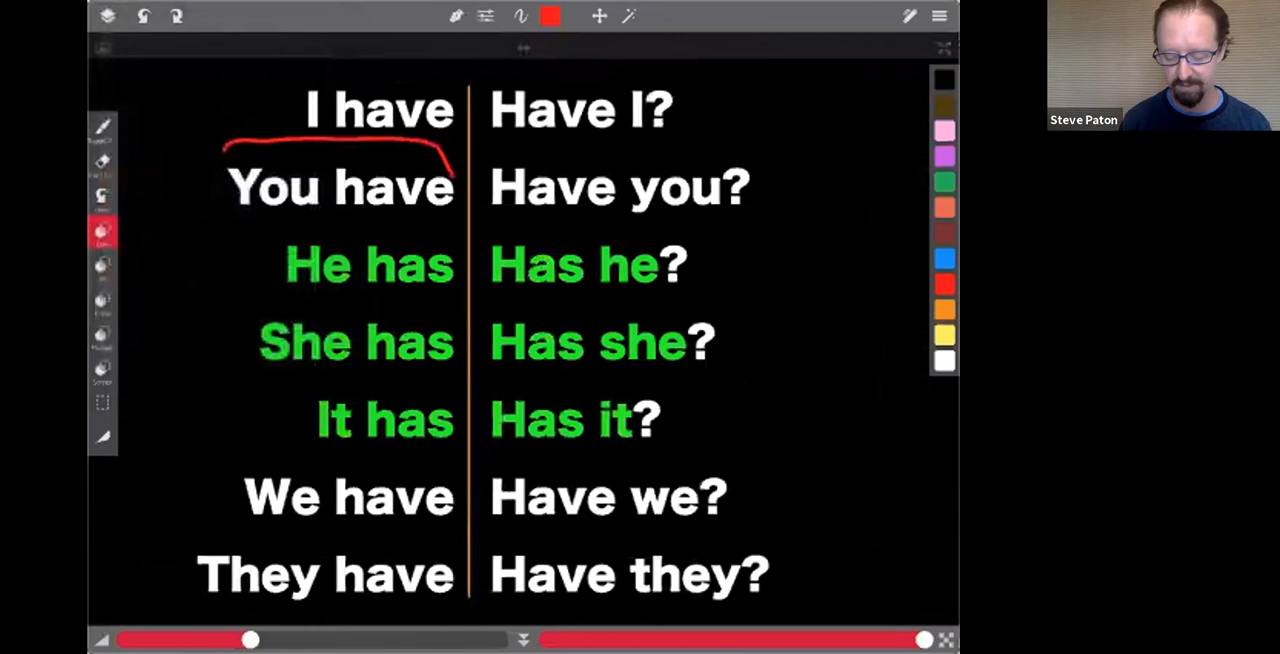 I have Have I?
You have Have you?
He has Has he?
She has Has she?
It has Has it?
We have Have we?
They have Have they?
Steve Paton